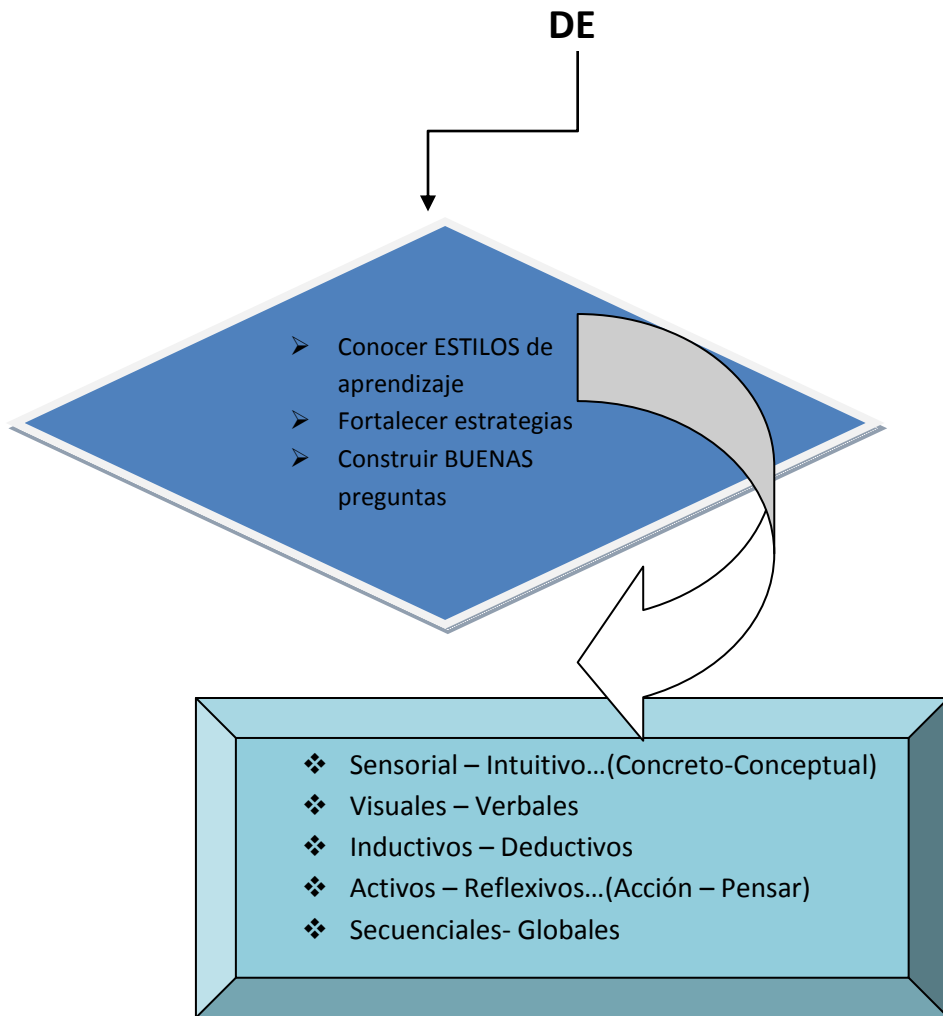 DE
➢ Conocer ESTILOS de
aprendizaje
➢ Fortalecer estrategias
➢ Construir BUENAS
preguntas
❖ Sensorial – Intuitivo...(Concreto-Conceptual)
❖ Visuales – Verbales
❖ Inductivos – Deductivos
❖ Activos – Reflexivos...(Acción – Pensar)
❖ Secuenciales- Globales